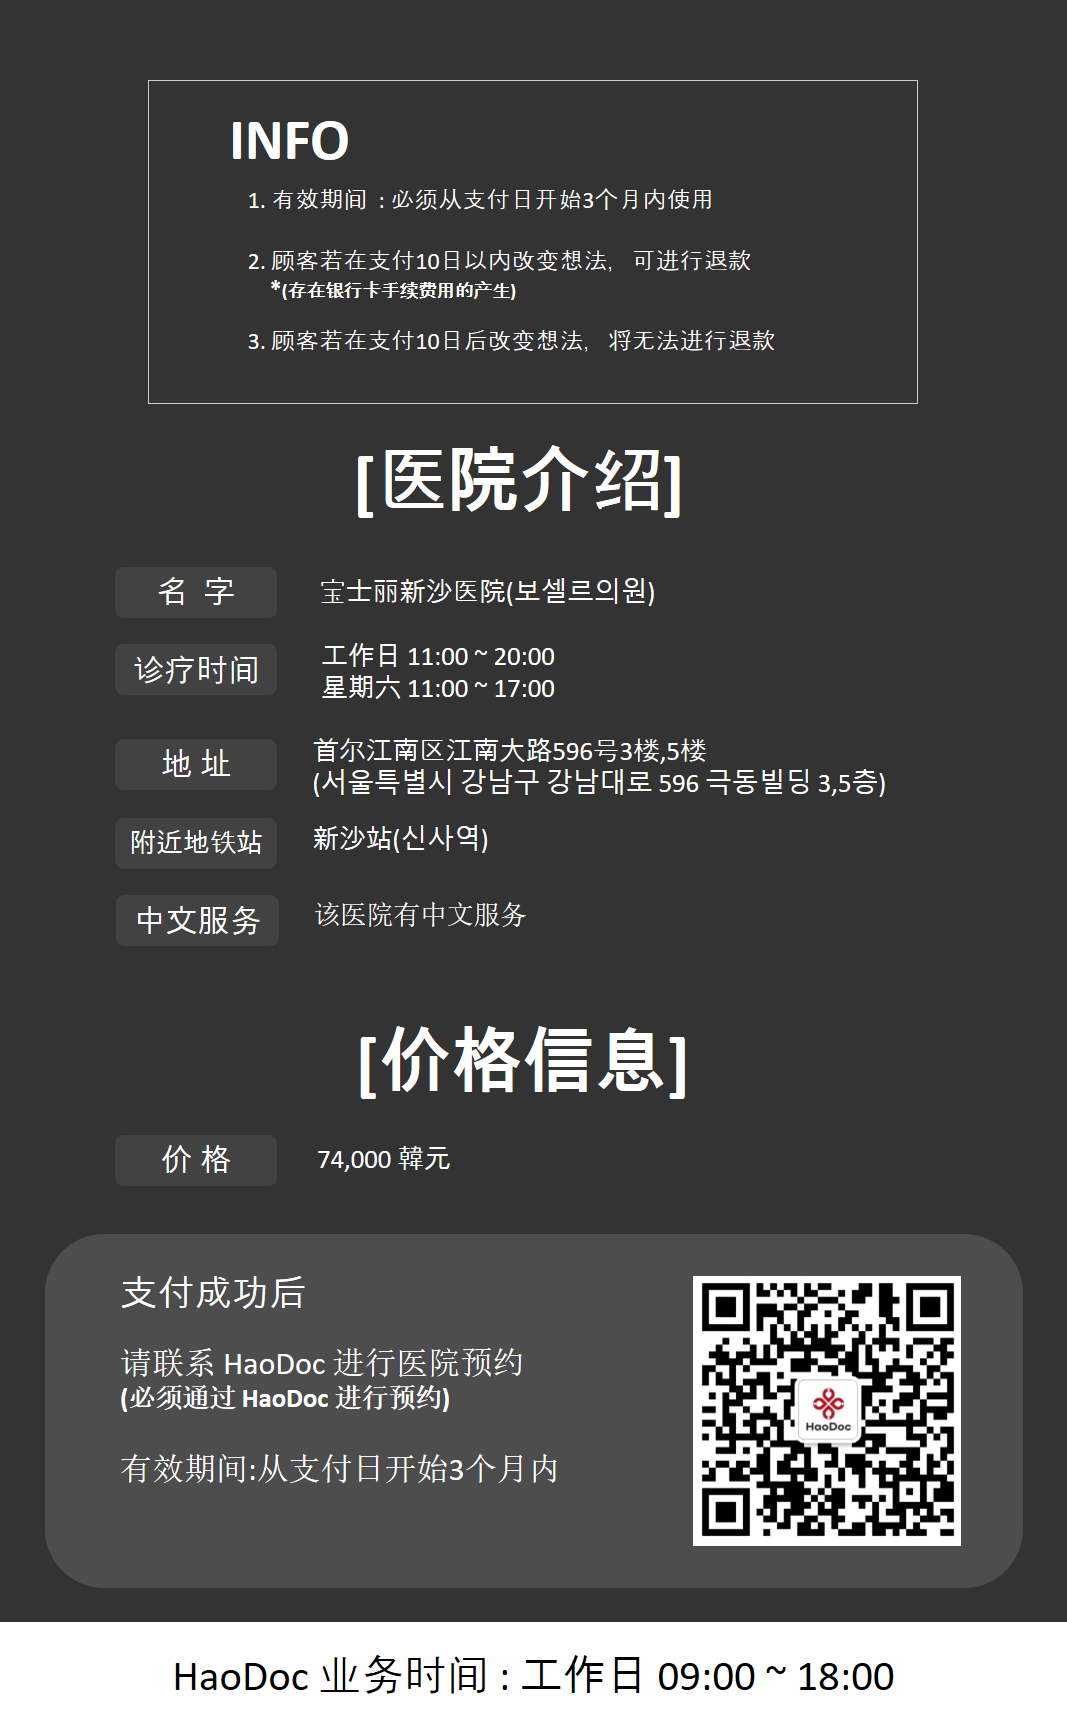 INFO
1. 有效期间 : 必须从支付日开始3个月内使用
2. 顾客若在支付10日以内改变想法, 可进行退款
*(存在银行卡手续费用的产生)
3. 顾客若在支付10日后改变想法, 将无法进行退款
[医院介绍]
名 字
宝士丽新沙医院(보셀르의원)
诊疗时间
工作日 11:00 ~ 20:00
星期六 11:00 ~ 17:00
地 址
首尔江南区江南大路596号3楼,5楼
(서울특별시 강남구 강남대로 596 극동빌딩 3,5층)
附近地铁站
新沙站(신사역)
中文服务
该医院有中文服务
[价格信息]
价 格
74,000 韓元
支付成功后
请联系 HaoDoc 进行医院预约
(必须通过 HaoDoc 进行预约)
有效期间:从支付日开始3个月内
HaoDoc
HaoDoc 业务时间 : 工作日 09:00 ~ 18:00